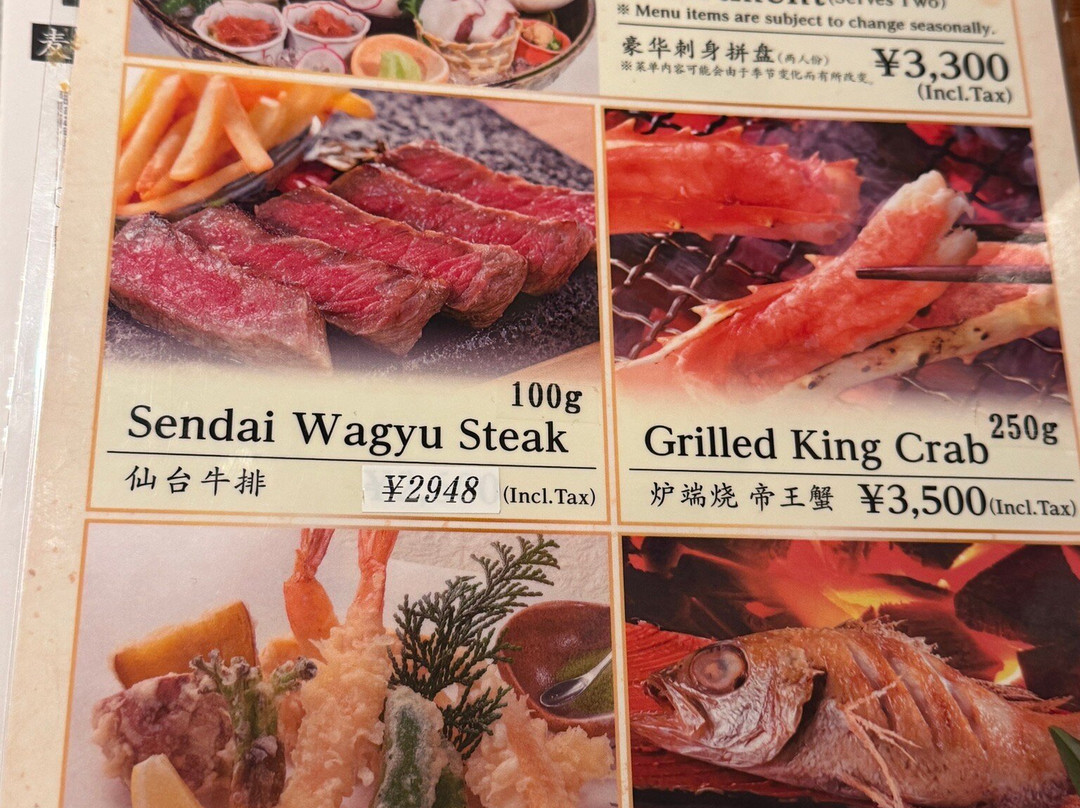 麦
(Serves Two)
※ Menu items are subject to change seasonally.
豪华刺身拼盘(两人份)
※菜单内容可能会由于季节变化而有所改变。
¥3,300
(Incl.Tax)
100g
Sendai Wagyu Steak
仙台牛排 ¥2948 (Incl.Tax)
250g
Grilled King Crab
炉端烧 帝王蟹 ¥3,500(Incl.Tax)